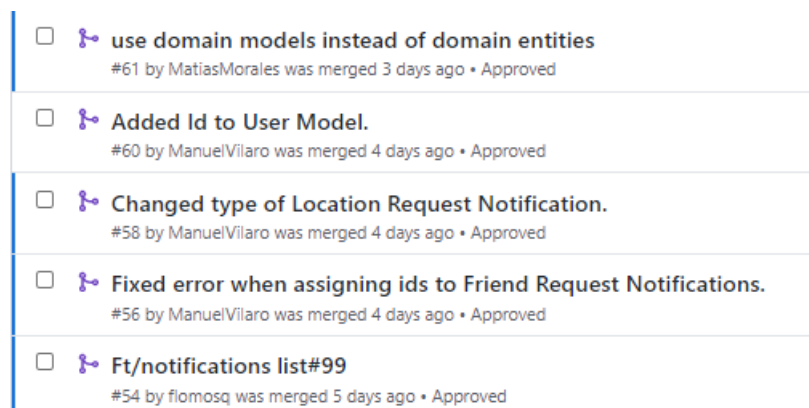 use domain models instead of domain entities
#61 by MatiasMorales was merged 3 days ago • Approved
Added Id to User Model.
#60 by ManuelVilaro was merged 4 days ago • Approved
Changed type of Location Request Notification.
#58 by ManuelVilaro was merged 4 days ago • Approved
Fixed error when assigning ids to Friend Request Notifications.
#56 by ManuelVilaro was merged 4 days ago • Approved
Ft/notifications list#99
#54 by flomosq was merged 5 days ago • Approved